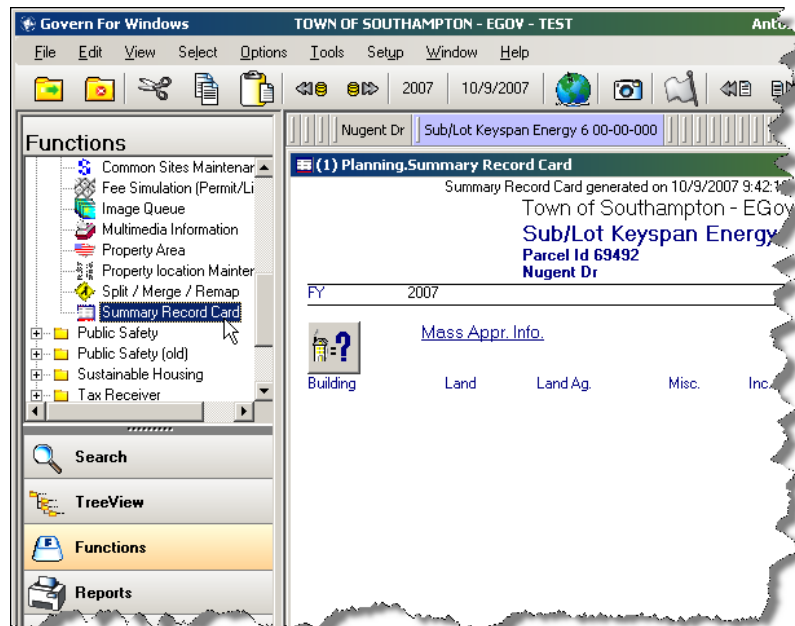 Govern For Windows TOWN OF SOUTHAMPTON - EGOV - TEST
File Edit View Select Options Tools Setup Window Help
2007 10/9/2007
Functions
Nugent Dr Sub/Lot Keyspan Energy 6 00-00-000
Common Sites Maintenar
Fee Simulation (Permit/Li
Image Queue
Multimedia Information
Property Area
Property location Mainter
Split / Merge / Remap
Summary Record Card
Public Safety
Public Safety (old)
Sustainable Housing
Tax Receiver
Search
TreeView
Functions
Reports
(1) Planning.Summary Record Card
Summary Record Card generated on 10/9/2007 9:42:
Town of Southampton - EGov
Sub/Lot Keyspan Energy
Parcel Id 69492
Nugent Dr
FY 2007
Mass Appr. Info.
Building Land Land Ag. Misc. Inc.